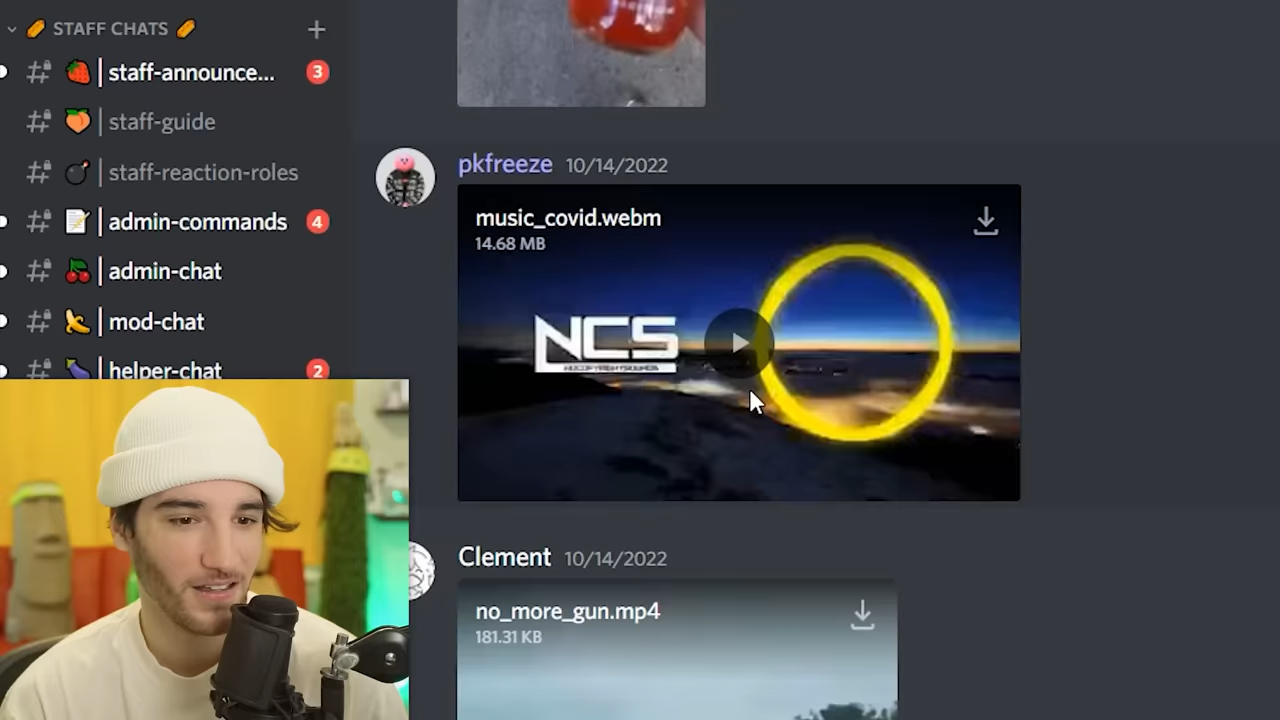 STAFF CHATS
staff-announce...
3
staff-guide
staff-reaction-roles
admin-commands
4
admin-chat
mod-chat
helper-chat
2
pkfreeze 10/14/2022
music_covid.webm
14.68 MB
NCS
NOCOPYRIGHTSOUNDS
Clement 10/14/2022
no_more_gun.mp4
181.31 KB